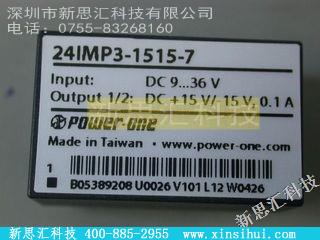 深圳市新思汇科技有限公司
电话：0755-83268160
24IMP3-1515-7
Input: DC 9...36 V
Output 1/2: DC +15 V/-15 V, 0.1 A
POWER-ONE
Made in Taiwan • www.power-one.com
1
B05389208 U0026 V101 L12 W0426
新思汇科技
新思汇科技 400-885-2955 www.xinsihui.com